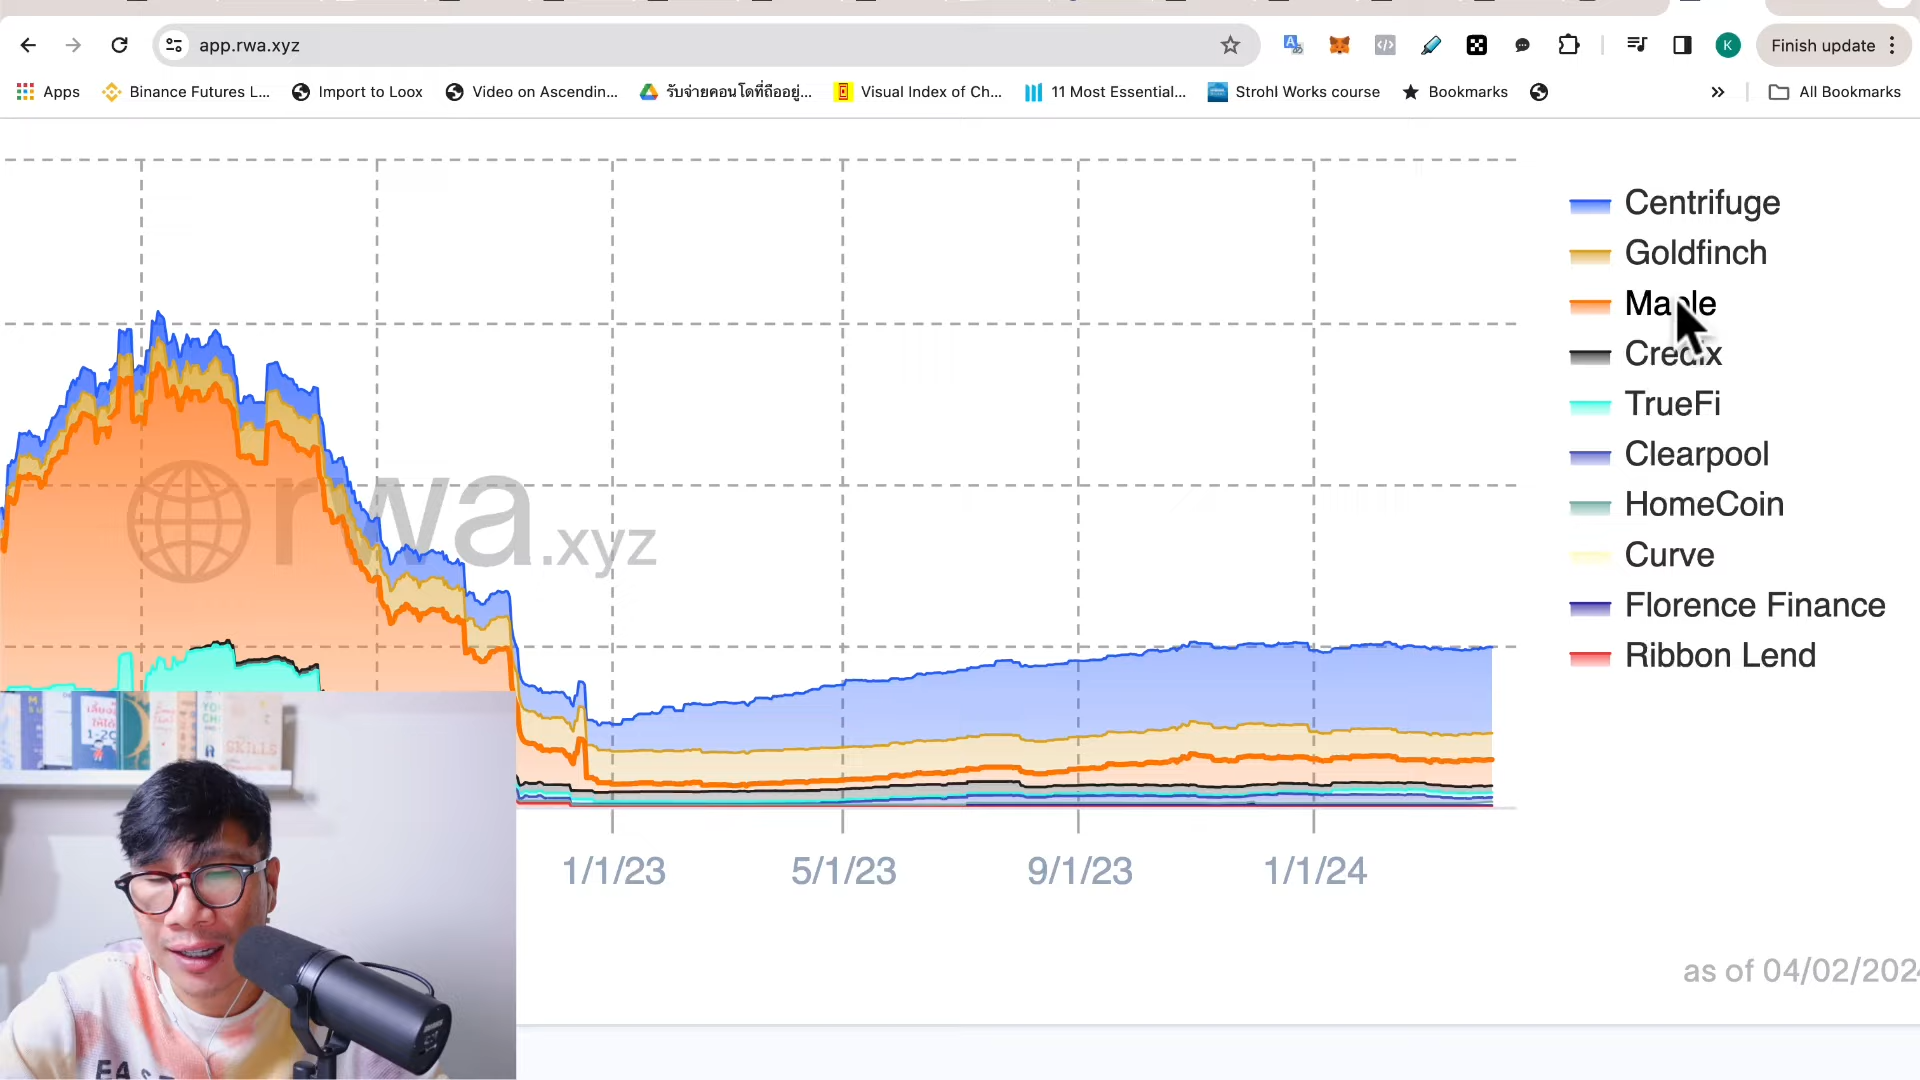 app.rwa.xyz
Finish update
K
Apps
Binance Futures L...
Import to Loox
Video on Ascendin...
รับจ่ายคอนโดที่ถืออยู่...
Visual Index of Ch...
11 Most Essential...
Strohl Works course
Bookmarks
All Bookmarks
Centrifuge
Goldfinch
Credix
TrueFi
Clearpool
HomeCoin
Curve
Florence Finance
Ribbon Lend
rwa.xyz
1/1/23
5/1/23
9/1/23
1/1/24
as of 04/02/202
1-20
SKILLS